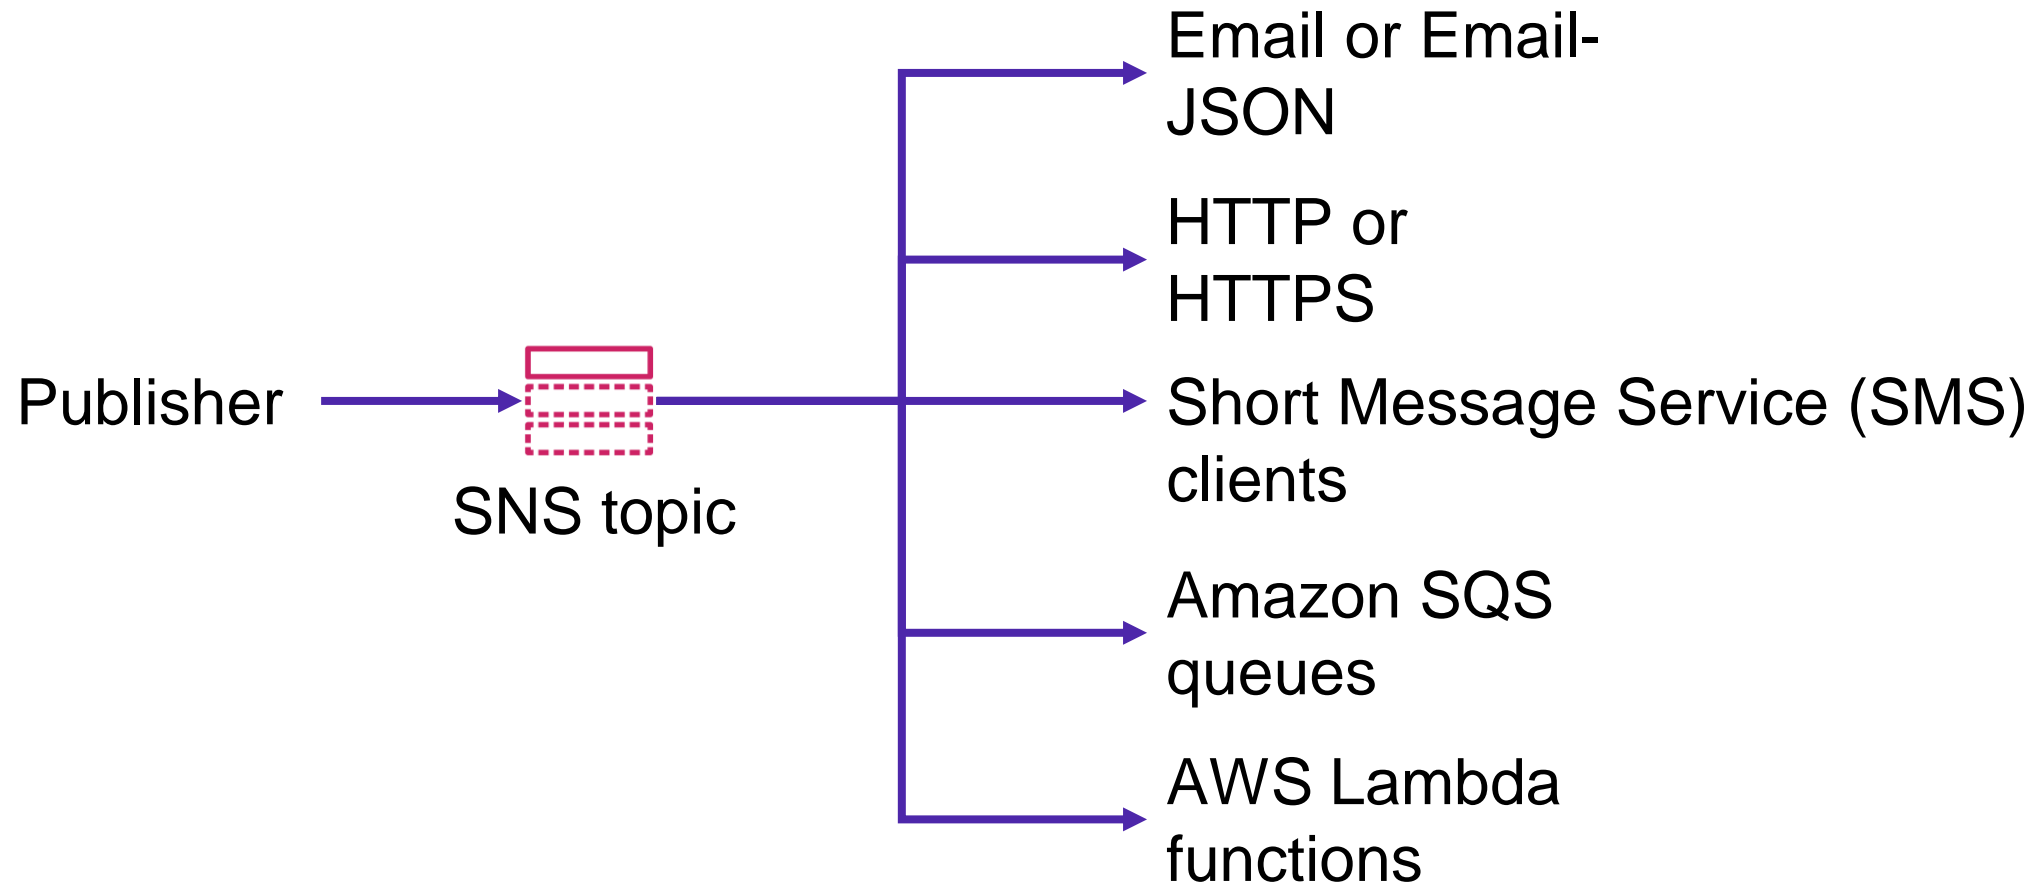 Email or Email-
JSON
HTTP or
HTTPS
Publisher
SNS topic
Short Message Service (SMS)
clients
Amazon SQS
queues
AWS Lambda
functions